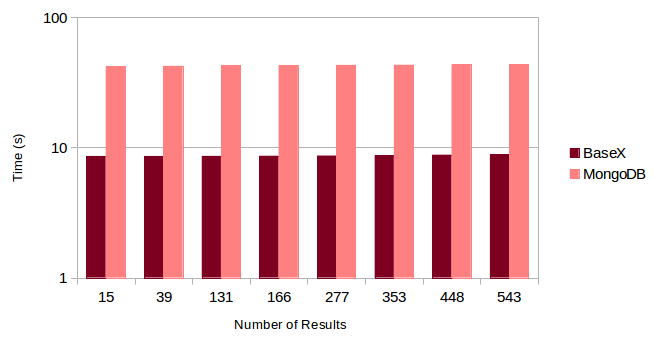 100
10
1
Time (s)
15 39 131 166 277 353 448 543
Number of Results
BaseX
MongoDB